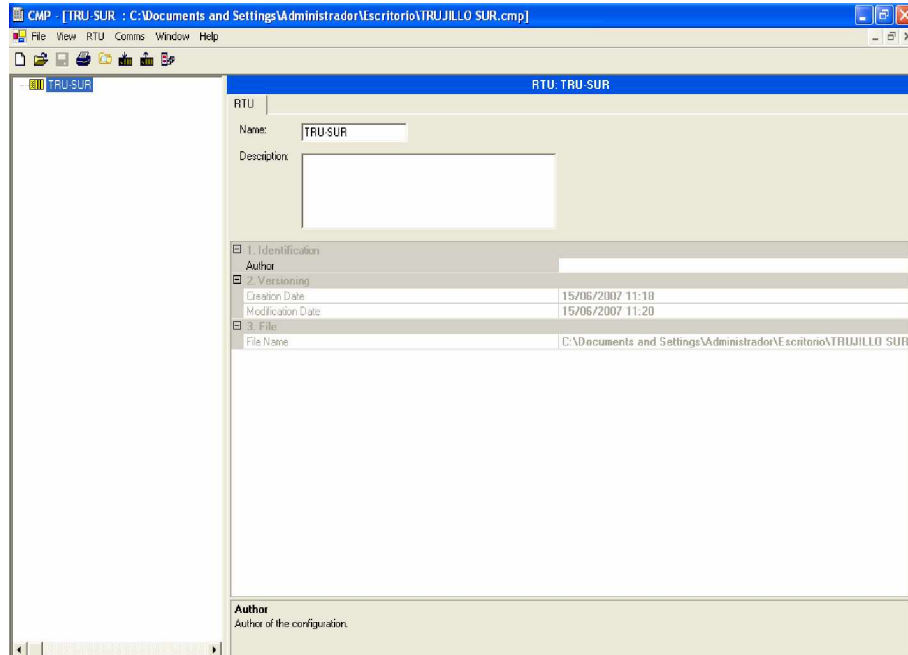 CMP - [TRU-SUR : C:\Documents and Settings\Administrador\Escritorio\TRUJILLO SUR.cmp]
File View RTU Comms Window Help
TRU-SUR
RTU: TRU-SUR
RTU
Name: TRU-SUR
Description:
1. Identification
Author
2. Versioning
Creation Date 15/06/2007 11:18
Modification Date 15/06/2007 11:20
3. File
File Name C:\Documents and Settings\Administrador\Escritorio\TRUJILLO SUR
Author
Author of the configuration.